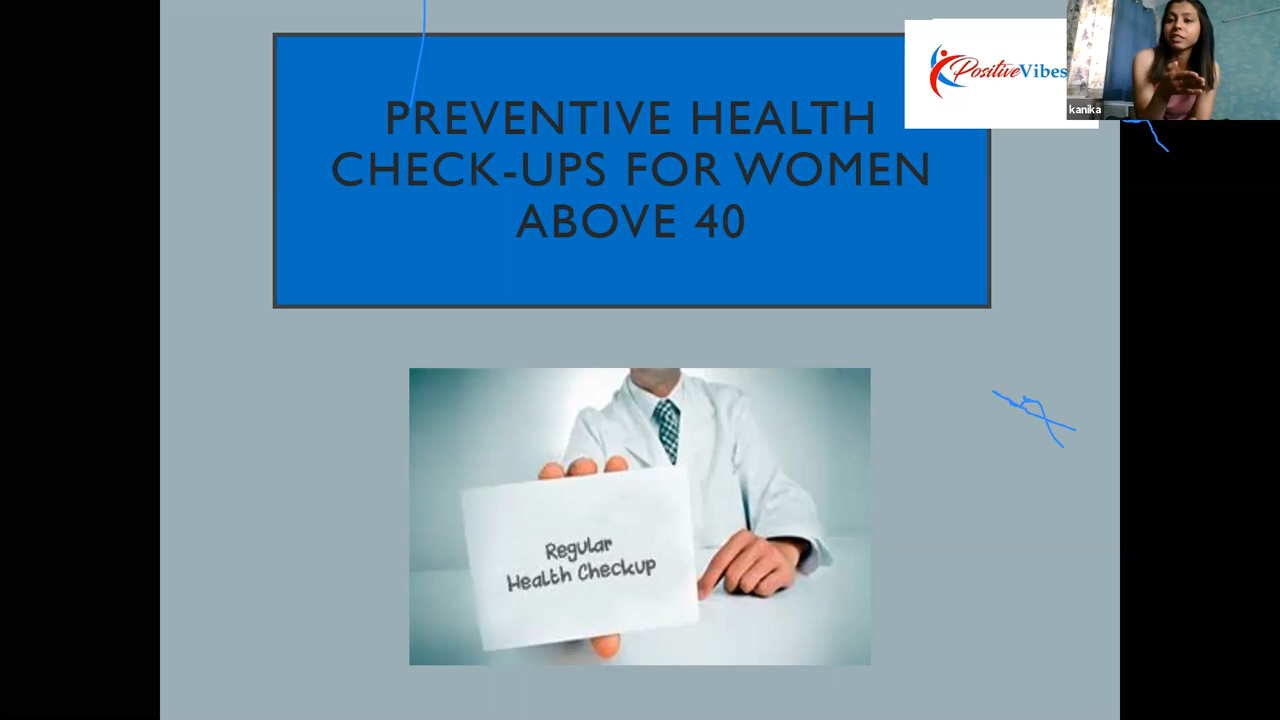 PREVENTIVE HEALTH
CHECK-UPS FOR WOMEN
ABOVE 40
PositiveVibes
kanika
Regular
Health Checkup